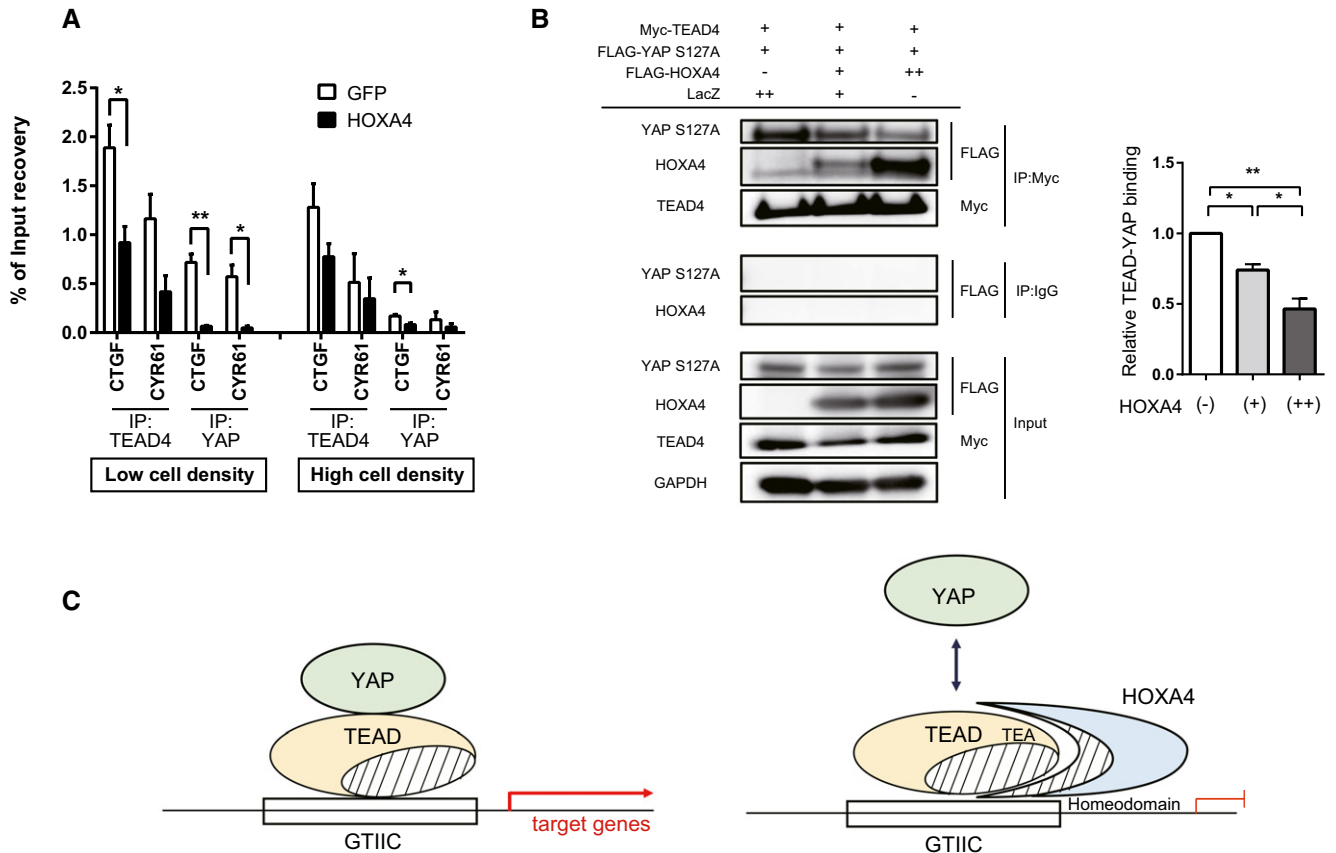 A
% of Input recovery
2.5
2.0
1.5
1.0
0.5
0.0
GFP
HOXA4
*
**
*
*
CTGF
CYR61
CTGF
CYR61
CTGF
CYR61
CTGF
CYR61
IP:
TEAD4
IP:
YAP
IP:
TEAD4
IP:
YAP
Low cell density
High cell density
B
Myc-TEAD4 + + +
FLAG-YAP S127A + + +
FLAG-HOXA4 - + ++
LacZ ++ + -
YAP S127A
HOXA4
FLAG
TEAD4
Myc
IP:Myc
YAP S127A
HOXA4
FLAG
IP:IgG
YAP S127A
HOXA4
FLAG
TEAD4
Myc
GAPDH
Input
Relative TEAD-YAP binding
1.5
1.0
0.5
0.0
**
* *
HOXA4 (-) (+) (++)
C
YAP
TEAD
GTIIC
target genes
YAP
HOXA4
TEAD TEA
Homeodomain
GTIIC